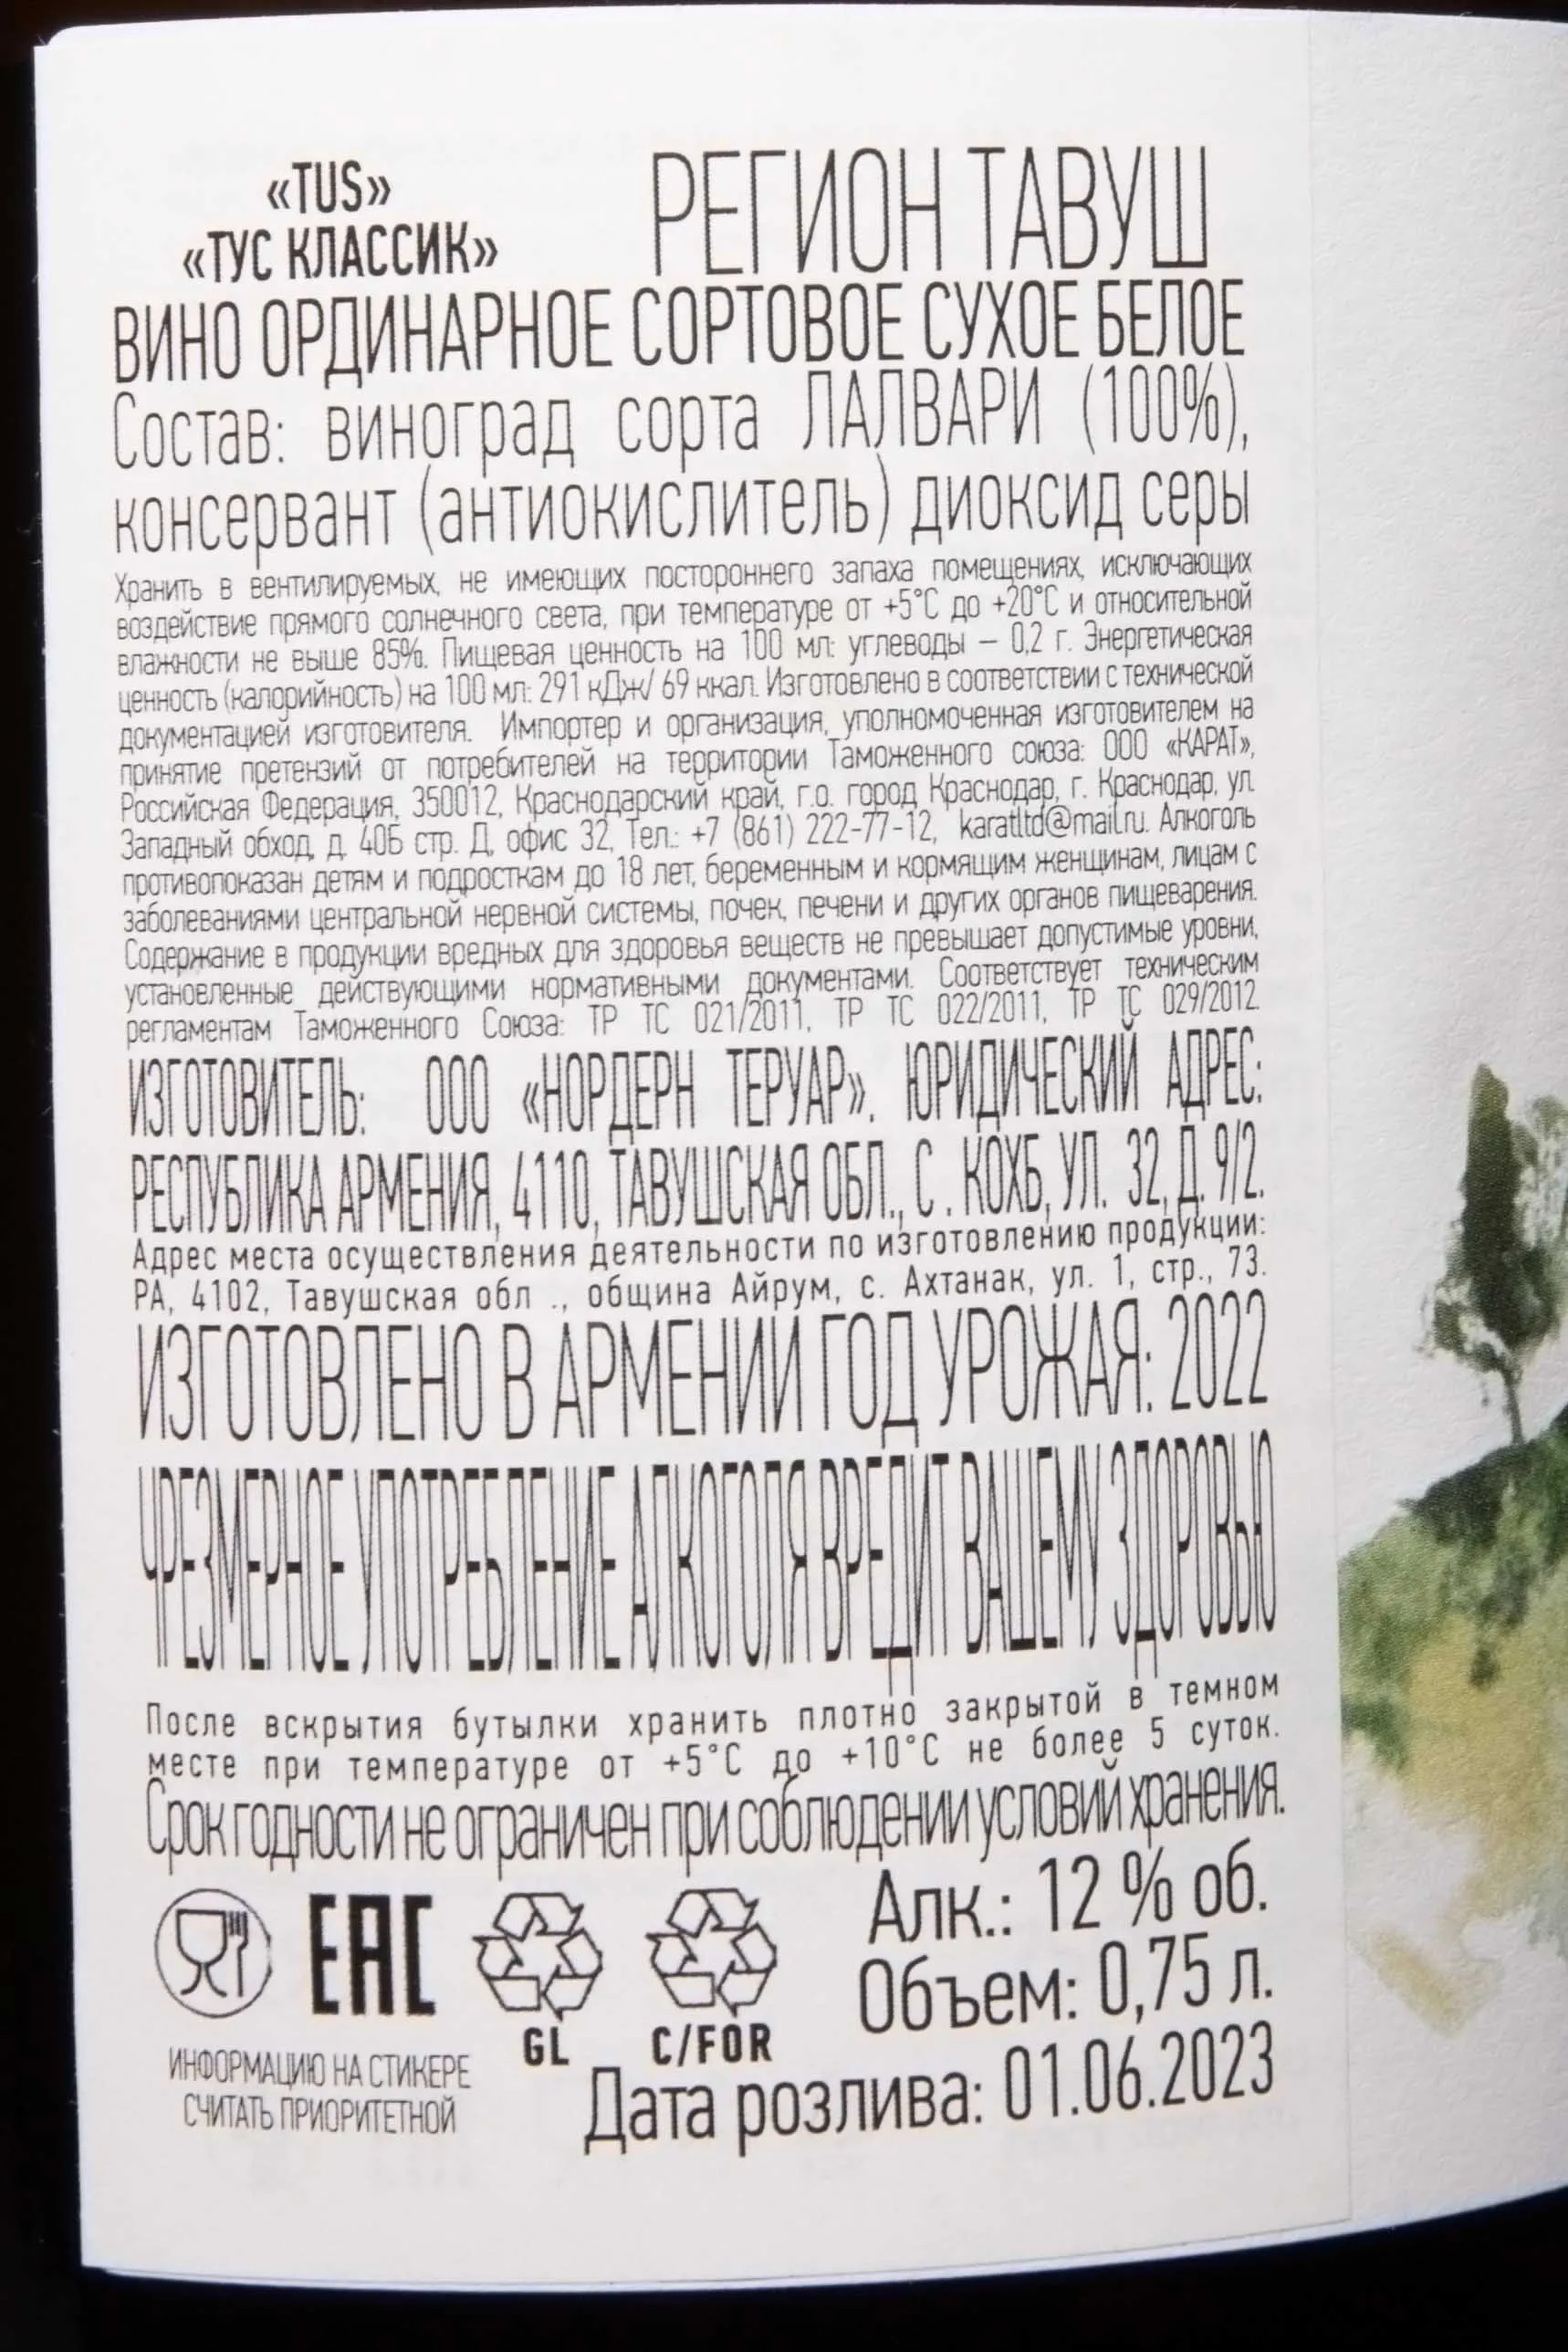 «TUS»
«ТУС КЛАССИК»
РЕГИОН ТАВУШ
ВИНО ОРДИНАРНОЕ СОРТОВОЕ СУХОЕ БЕЛОЕ
Состав: виноград сорта ЛАЛВАРИ (100%),
консервант (антиокислитель) диоксид серы
Хранить в вентилируемых, не имеющих постороннего запаха помещениях, исключающих
воздействие прямого солнечного света, при температуре от +5°С до +20°С и относительной
влажности не выше 85%. Пищевая ценность на 100 мл: углеводы – 0,2 г. Энергетическая
ценность (калорийность) на 100 мл: 291 кДж/ 69 ккал. Изготовлено в соответствии с технической
документацией изготовителя. Импортер и организация, уполномоченная изготовителем на
принятие претензий от потребителей на территории Таможенного союза: ООО «КАРАТ»,
Российская Федерация, 350012, Краснодарский край, г.о. город Краснодар, г. Краснодар, ул.
Западный обход, д. 40Б стр. Д, офис 32, Тел.: +7 (861) 222-77-12, karatltd@mail.ru. Алкоголь
противопоказан детям и подросткам до 18 лет, беременным и кормящим женщинам, лицам с
заболеваниями центральной нервной системы, почек, печени и других органов пищеварения.
Содержание в продукции вредных для здоровья веществ не превышает допустимые уровни,
установленные действующими нормативными документами. Соответствует техническим
регламентам Таможенного Союза: ТР ТС 021/2011, ТР ТС 022/2011, ТР ТС 029/2012.
ИЗГОТОВИТЕЛЬ: ООО «НОРДЕРН ТЕРУАР». ЮРИДИЧЕСКИЙ АДРЕС:
РЕСПУБЛИКА АРМЕНИЯ, 4110, ТАВУШСКАЯ ОБЛ., С . КОХБ, УЛ. 32, Д. 9/2.
Адрес места осуществления деятельности по изготовлению продукции:
РА, 4102, Тавушская обл ., община Айрум, с. Ахтанак, ул. 1, стр., 73.
ИЗГОТОВЛЕНО В АРМЕНИИ ГОД УРОЖАЯ: 2022
ЧРЕЗМЕРНОЕ УПОТРЕБЛЕНИЕ АЛКОГОЛЯ ВРЕДИТ ВАШЕМУ ЗДОРОВЬЮ
После вскрытия бутылки хранить плотно закрытой в темном
месте при температуре от +5°С до +10°С не более 5 суток.
Срок годности не ограничен при соблюдении условий хранения.
Алк.: 12 % об.
EAC
Объем: 0,75 л.
GL C/FOR
ИНФОРМАЦИЮ НА СТИКЕРЕ
СЧИТАТЬ ПРИОРИТЕТНОЙ
Дата розлива: 01.06.2023